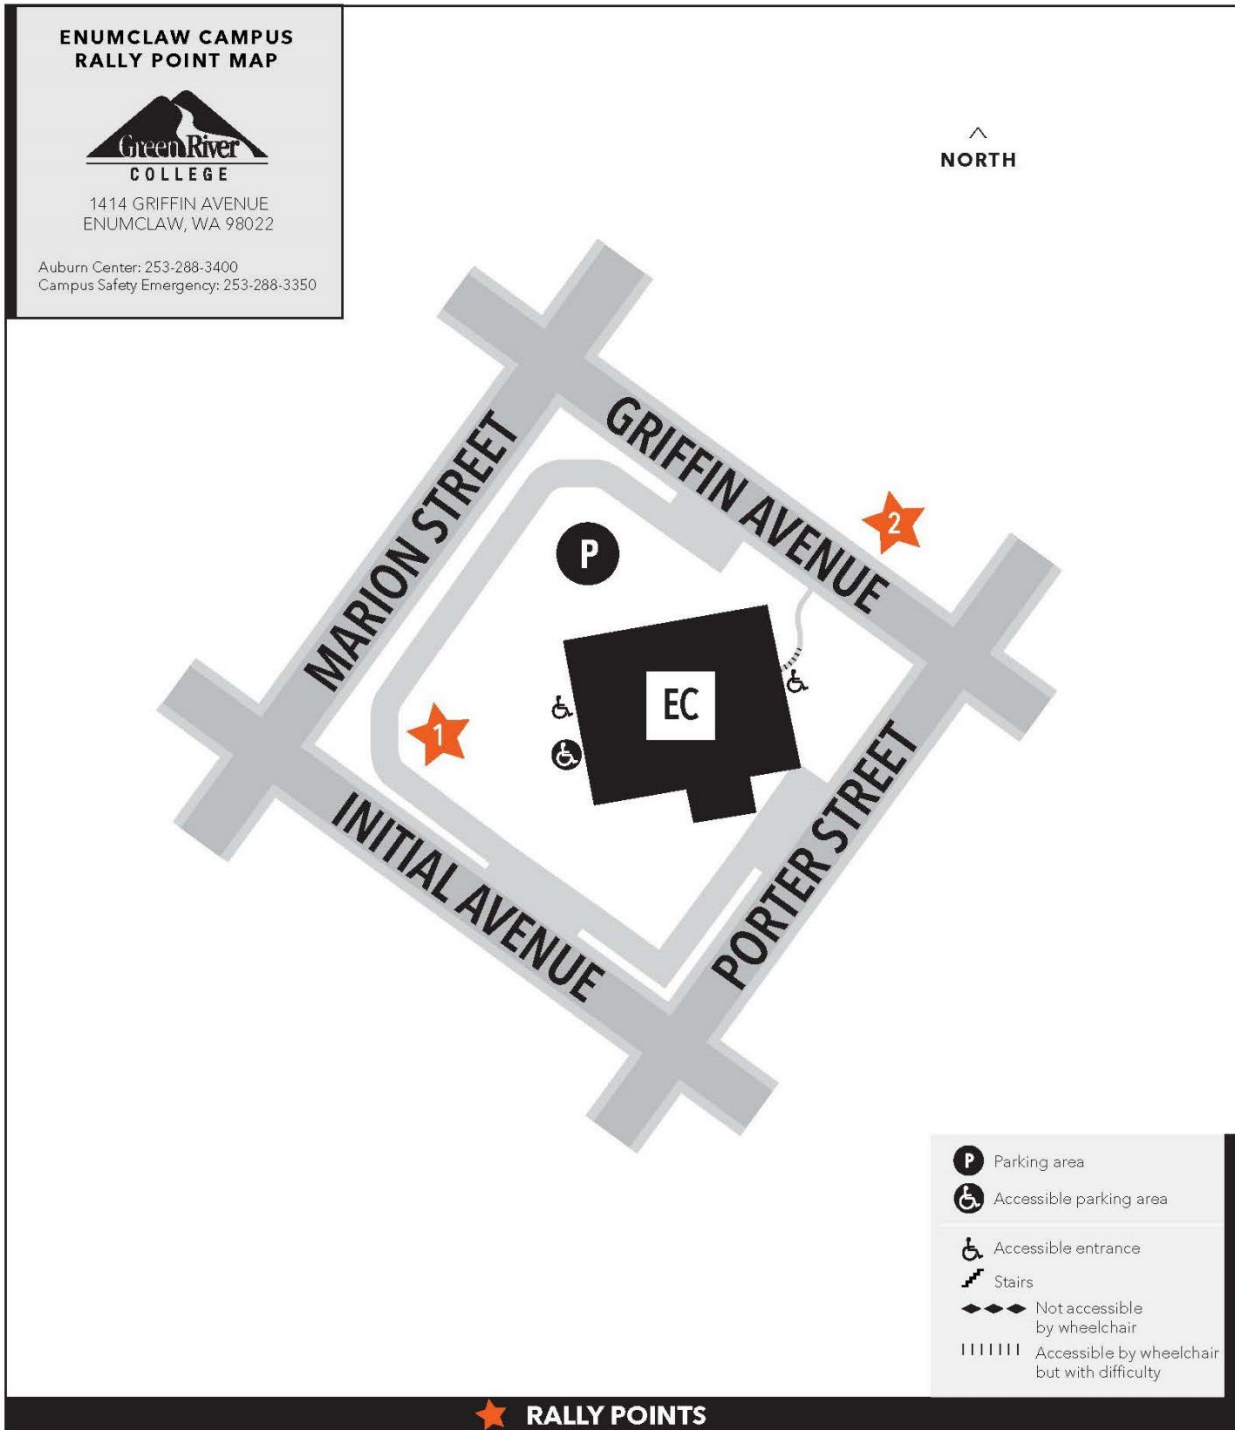 ENUMCLAW CAMPUS
RALLY POINT MAP
Green River
COLLEGE
1414 GRIFFIN AVENUE
ENUMCLAW, WA 98022
Auburn Center: 253-288-3400
Campus Safety Emergency: 253-288-3350
NORTH
GRIFFIN AVENUE
MARION STREET
2
P
EC
1
INITIAL AVENUE
PORTER STREET
P Parking area
Accessible parking area
Accessible entrance
Stairs
Not accessible
by wheelchair
Accessible by wheelchair
but with difficulty
RALLY POINTS